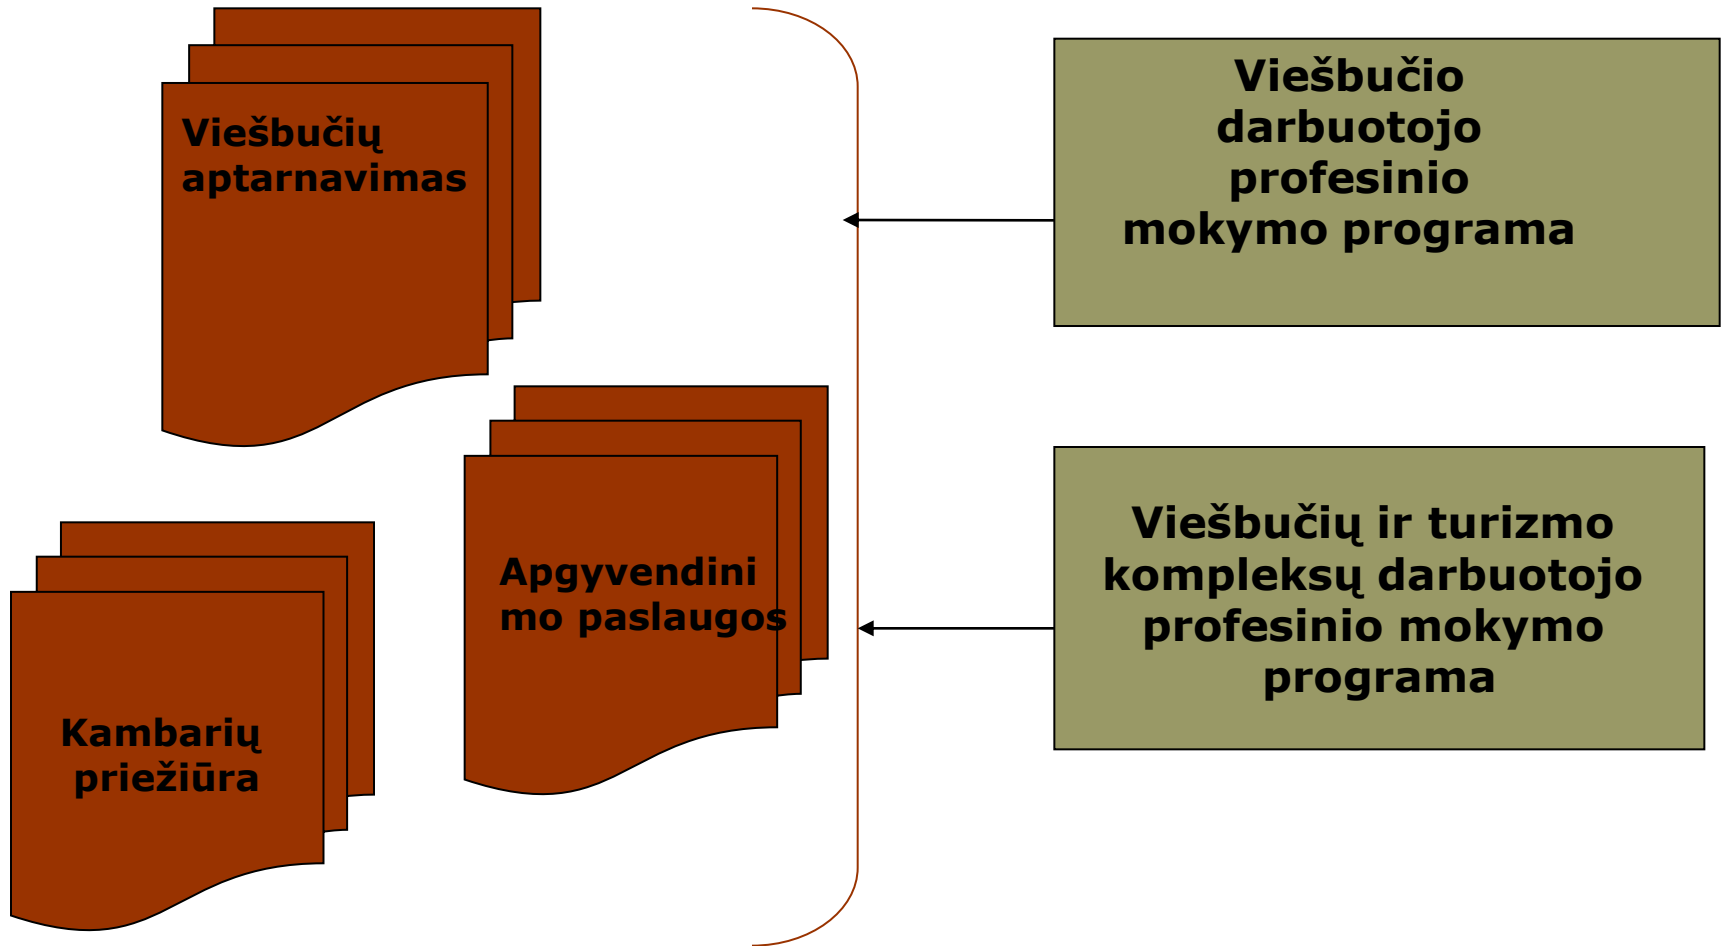 Viešbučių
aptarnavimas
Apgyvendini
mo paslaugos
Kambarių
priežiūra
Viešbučio
darbuotojo
profesinio
mokymo programa
Viešbučių ir turizmo
kompleksų darbuotojo
profesinio mokymo
programa